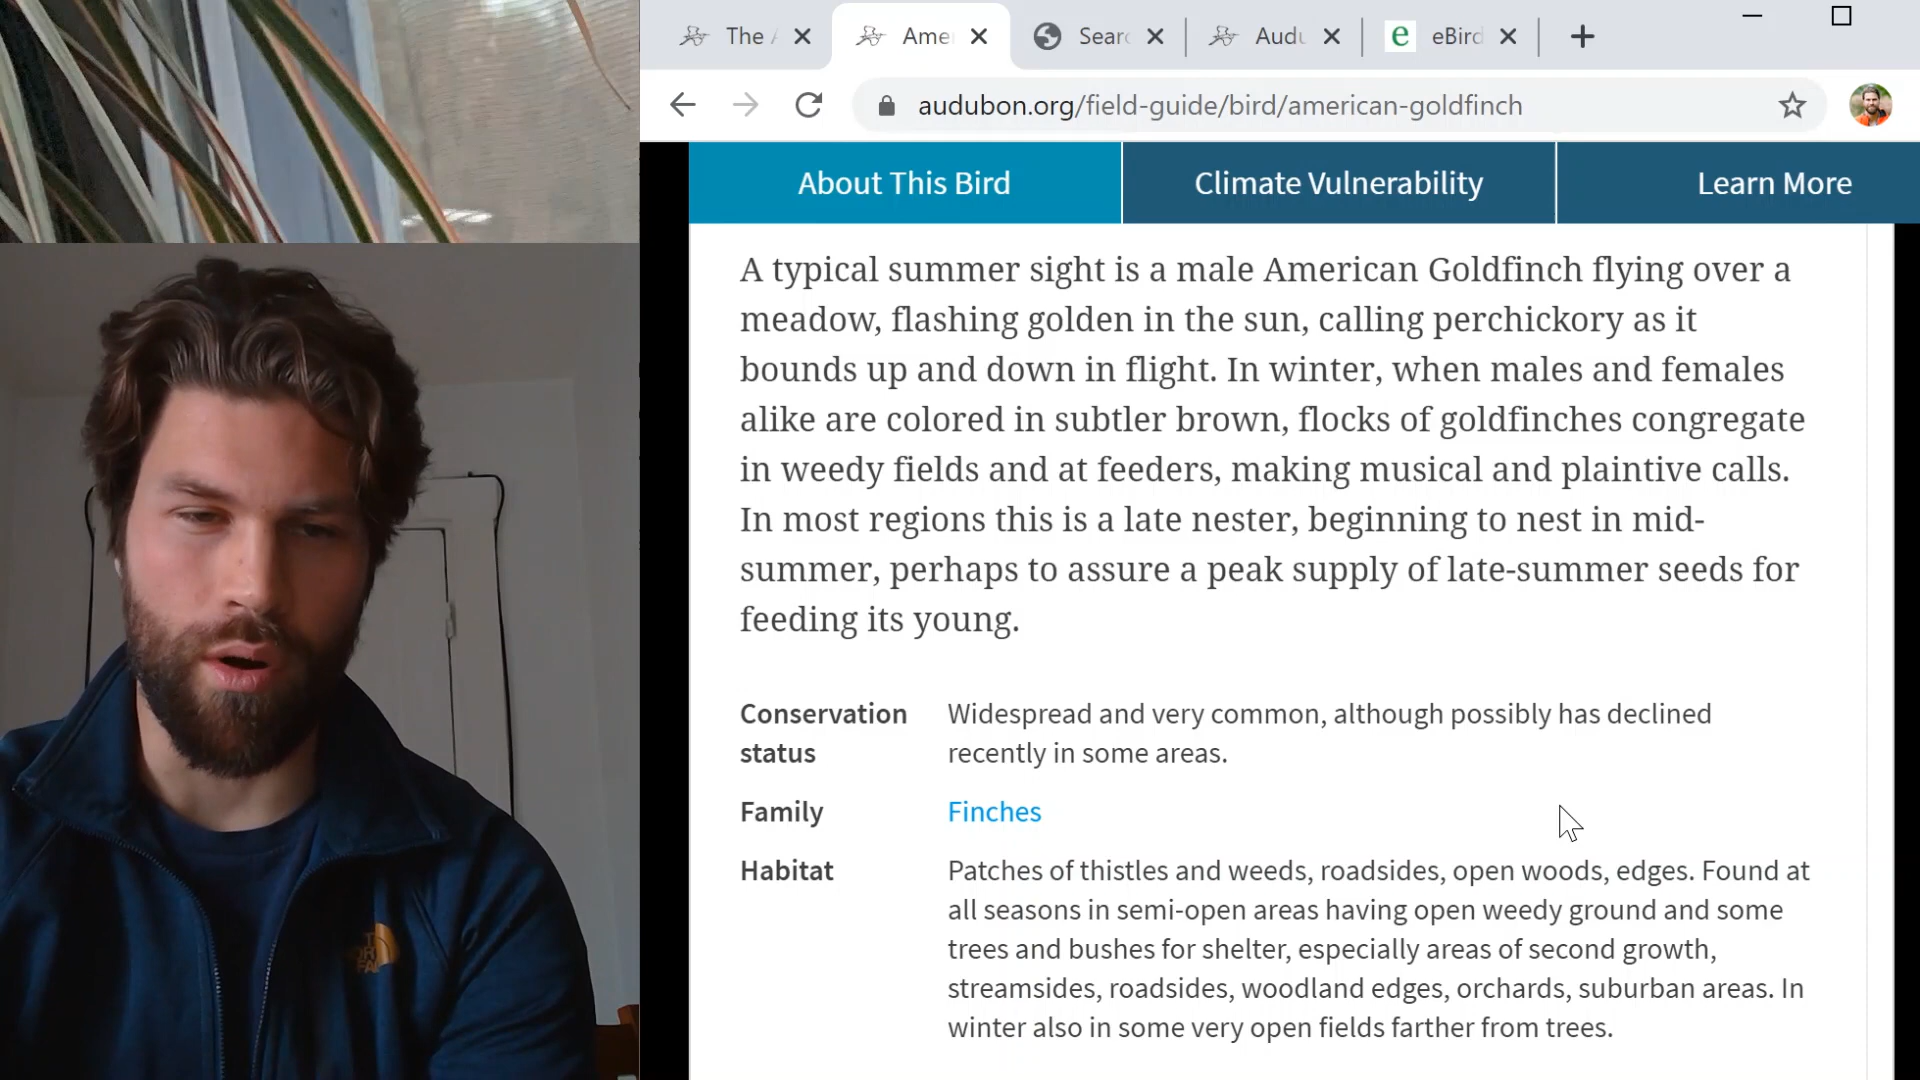 The
Ame
Sear
Aud
eBird
audubon.org/field-guide/bird/american-goldfinch
About This Bird
Climate Vulnerability
Learn More
A typical summer sight is a male American Goldfinch flying over a
meadow, flashing golden in the sun, calling perchickory as it
bounds up and down in flight. In winter, when males and females
alike are colored in subtler brown, flocks of goldfinches congregate
in weedy fields and at feeders, making musical and plaintive calls.
In most regions this is a late nester, beginning to nest in mid-
summer, perhaps to assure a peak supply of late-summer seeds for
feeding its young.
Conservation status
Widespread and very common, although possibly has declined
recently in some areas.
Family
Finches
Habitat
Patches of thistles and weeds, roadsides, open woods, edges. Found at
all seasons in semi-open areas having open weedy ground and some
trees and bushes for shelter, especially areas of second growth,
streamsides, roadsides, woodland edges, orchards, suburban areas. In
winter also in some very open fields farther from trees.